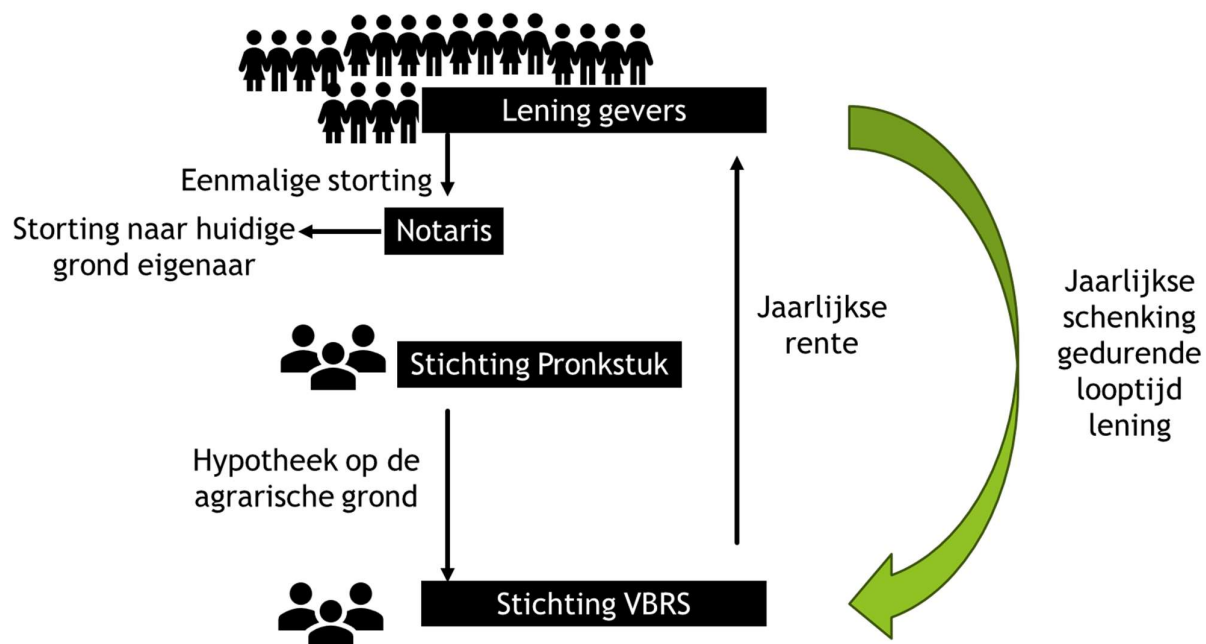 Lening gevers
Eenmalige storting
Notaris
Storting naar huidige
grond eigenaar
Jaarlijkse
rente
Jaarlijkse
schenking
gedurende
looptijd
lening
Stichting Pronkstuk
Hypotheek op de
agrarische grond
Stichting VBRS